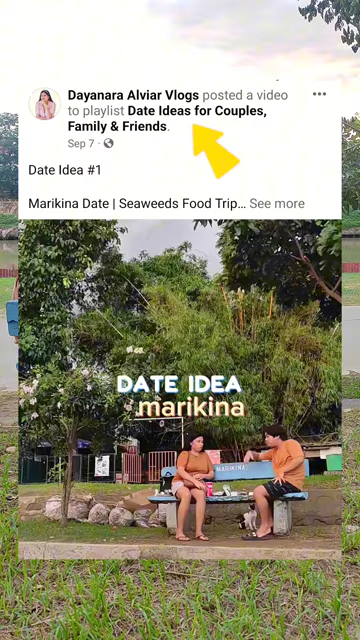 Dayanara Alviar Vlogs posted a video
to playlist Date Ideas for Couples,
Family & Friends.
Sep 7 ·
Date Idea #1
Marikina Date | Seaweeds Food Trip... See more
DATE IDEA
marikina
MARIKINA